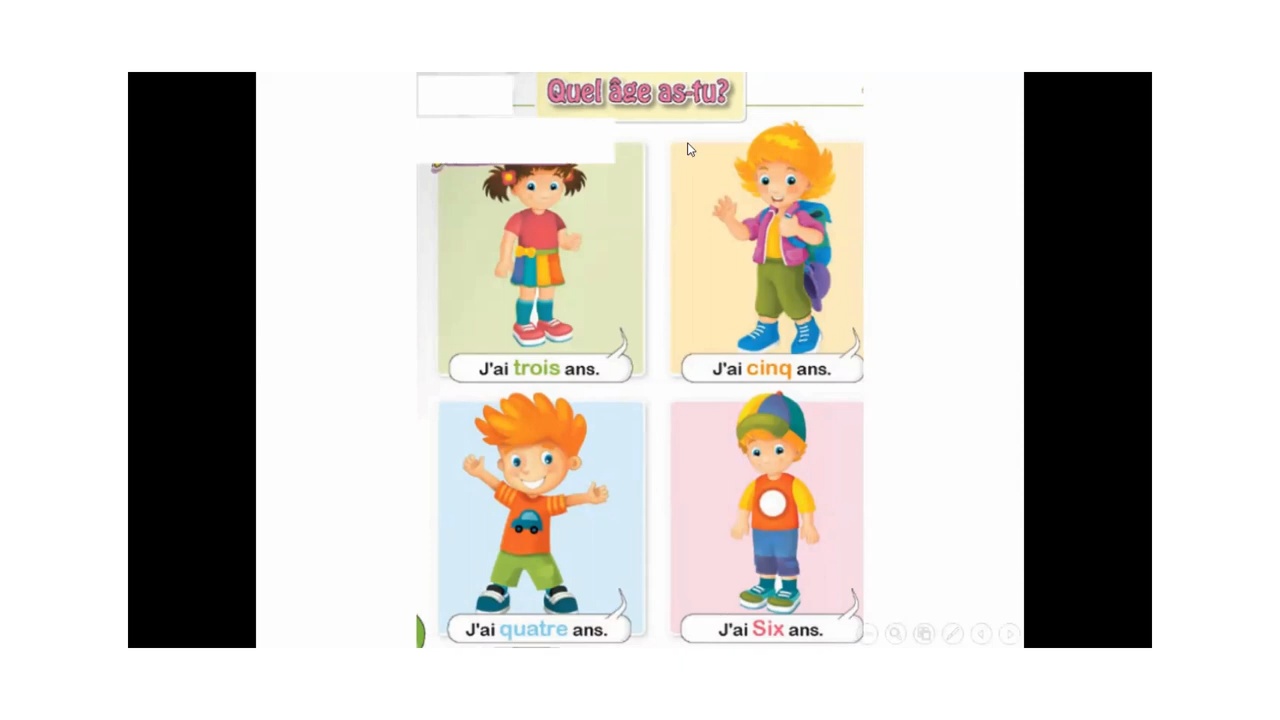 Quel âge as-tu?
J'ai trois ans.
J'ai cinq ans.
J'ai quatre ans.
J'ai Six ans.